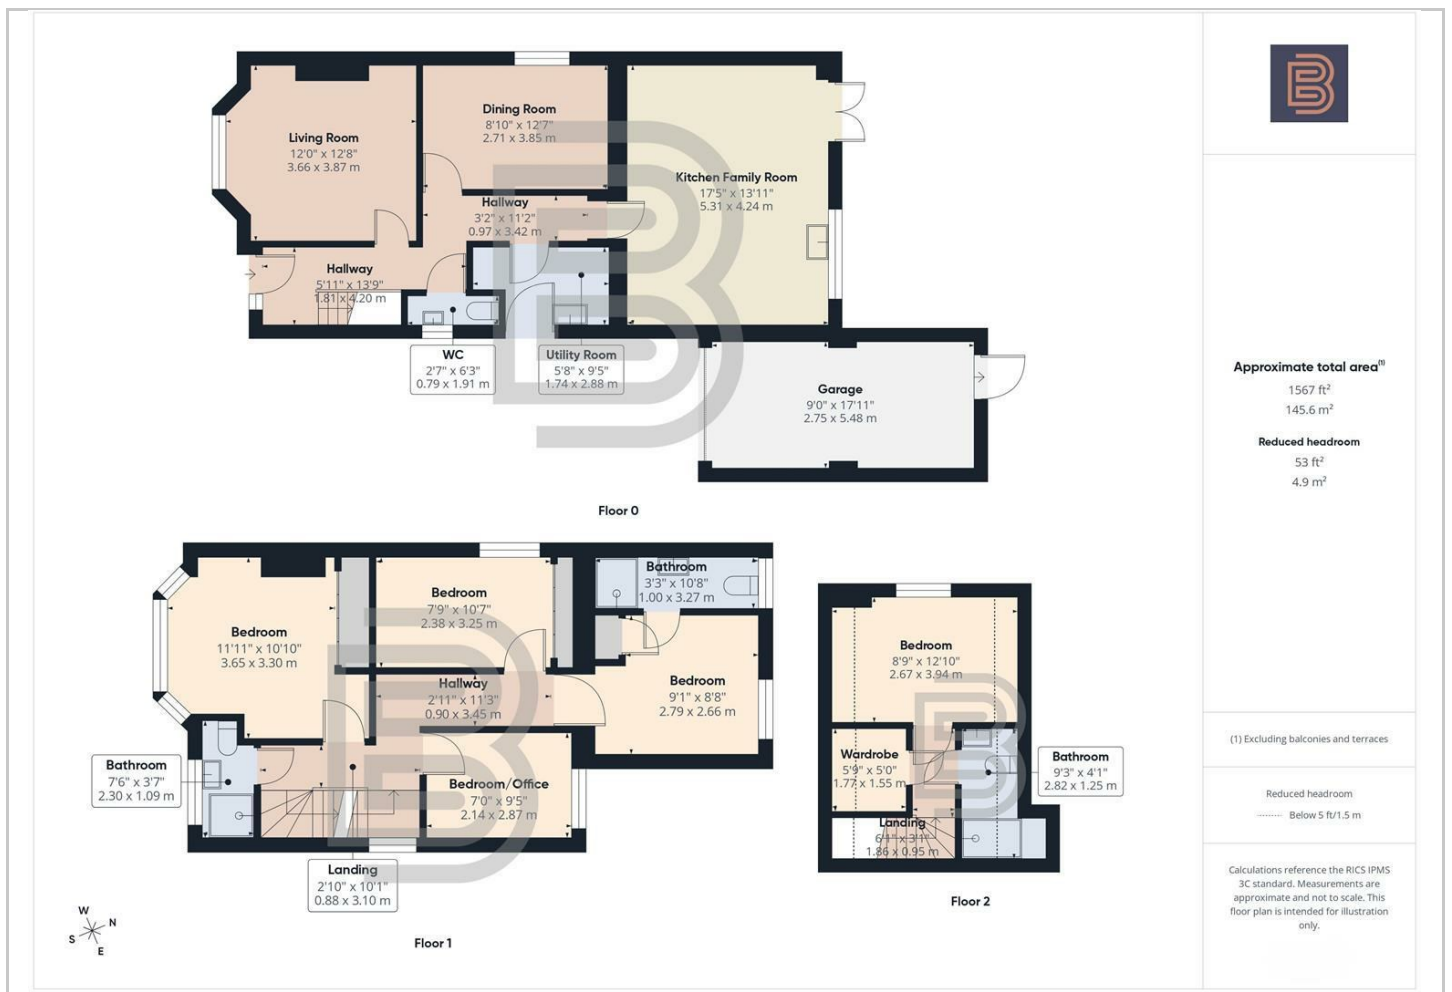 Living Room
12'0" x 12'8"
3.66 x 3.87 m
Dining Room
8'10" x 12'7"
2.71 x 3.85 m
Kitchen Family Room
17'5" x 13'11"
5.31 x 4.24 m
Hallway
3'2" x 11'2"
0.97 x 3.42 m
Hallway
5'11" x 13'9"
1.81 x 4.20 m
WC
2'7" x 6'3"
0.79 x 1.91 m
Utility Room
5'8" x 9'5"
1.74 x 2.88 m
Garage
9'0" x 17'11"
2.75 x 5.48 m
Floor 0
Bedroom
11'11" x 10'10"
3.65 x 3.30 m
Bedroom
7'9" x 10'7"
2.38 x 3.25 m
Bathroom
3'3" x 10'8"
1.00 x 3.27 m
Hallway
2'11" x 11'3"
0.90 x 3.45 m
Bedroom
9'1" x 8'8"
2.79 x 2.66 m
Bathroom
7'6" x 3'7"
2.30 x 1.09 m
Bedroom/Office
7'0" x 9'5"
2.14 x 2.87 m
Landing
2'10" x 10'1"
0.88 x 3.10 m
Floor 1
Bedroom
8'9" x 12'10"
2.67 x 3.94 m
Wardrobe
5'9" x 5'0"
1.77 x 1.55 m
Bathroom
9'3" x 4'1"
2.82 x 1.25 m
Landing
6'1" x 3'1"
1.86 x 0.95 m
Floor 2
W
N
S
E
B
Approximate total area(1)
1567 ft²
145.6 m²
Reduced headroom
53 ft²
4.9 m²
(1) Excluding balconies and terraces
Reduced headroom
Below 5 ft/1.5 m
Calculations reference the RICS IPMS
3C standard. Measurements are
approximate and not to scale. This
floor plan is intended for illustration
only.